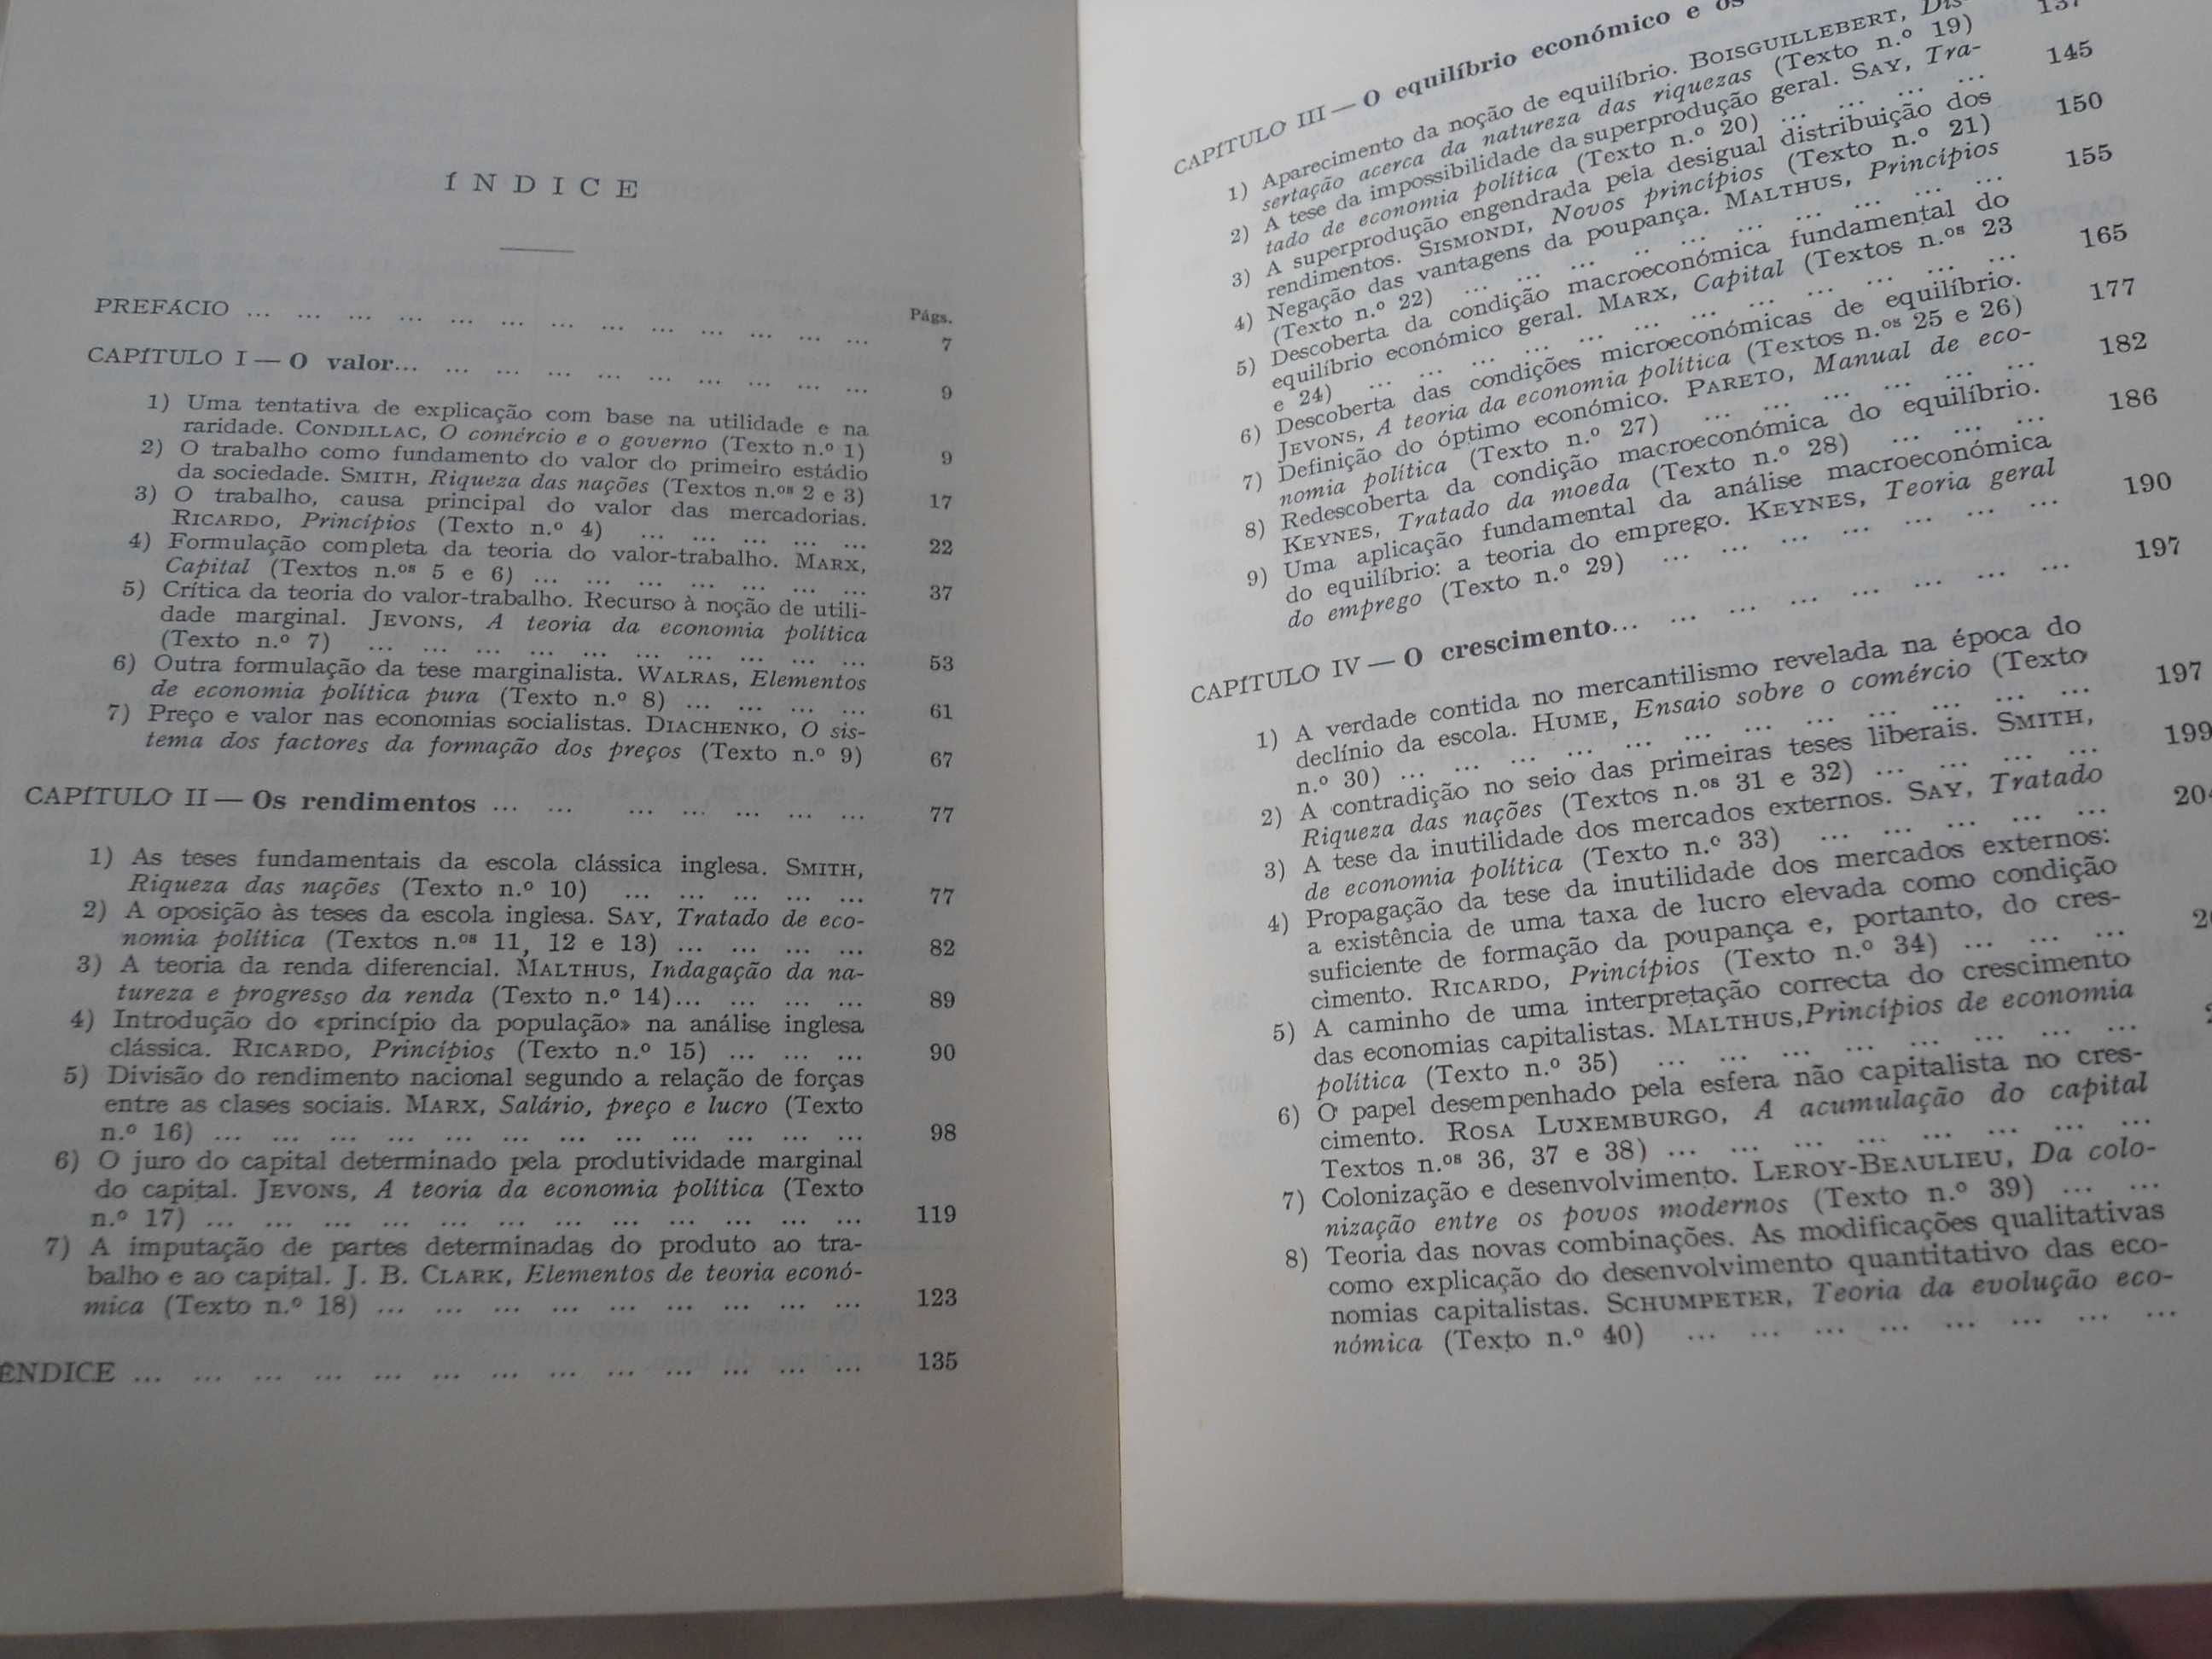 ÍNDICE
Págs.
PREFÁCIO ... ... ... ... ... ... ... ... ... ... ... ... ... 7
CAPÍTULO I — O valor... ... ... ... ... ... ... ... ... ... 9
1) Uma tentativa de explicação com base na utilidade e na
raridade. CONDILLAC, O comércio e o governo (Texto n.º 1) 9
2) O trabalho como fundamento do valor do primeiro estádio
da sociedade. SMITH, Riqueza das nações (Textos n.os 2 e 3) 17
3) O trabalho, causa principal do valor das mercadorias.
RICARDO, Princípios (Texto n.º 4) ... ... ... ... ... 22
4) Formulação completa da teoria do valor-trabalho. MARX,
Capital (Textos n.os 5 e 6) ... ... ... ... ... ... ... 37
5) Crítica da teoria do valor-trabalho. Recurso à noção de utili-
dade marginal. JEVONS, A teoria da economia política
(Texto n.º 7) ... ... ... ... ... ... ... ... ... ... 53
6) Outra formulação da tese marginalista. WALRAS, Elementos
de economia política pura (Texto n.º 8) ... ... ... ... 61
7) Preço e valor nas economias socialistas. DIACHENKO, O sis-
tema dos factores da formação dos preços (Texto n.º 9) 67
CAPÍTULO II — Os rendimentos ... ... ... ... ... ... ... 77
1) As teses fundamentais da escola clássica inglesa. SMITH,
Riqueza das nações (Texto n.º 10) ... ... ... ... ... 77
2) A oposição às teses da escola inglesa. SAY, Tratado de eco-
nomia política (Textos n.os 11, 12 e 13) ... ... ... ... 82
3) A teoria da renda diferencial. MALTHUS, Indagação da na-
tureza e progresso da renda (Texto n.º 14)... ... ... ... 89
4) Introdução do «princípio da população» na análise inglesa
clássica. RICARDO, Princípios (Texto n.º 15) ... ... ... 90
5) Divisão do rendimento nacional segundo a relação de forças
entre as clases sociais. MARX, Salário, preço e lucro (Texto
n.º 16) ... ... ... ... ... ... ... ... ... ... ... ... 98
6) O juro do capital determinado pela produtividade marginal
do capital. JEVONS, A teoria da economia política (Texto
n.º 17) ... ... ... ... ... ... ... ... ... ... ... ... 119
7) A imputação de partes determinadas do produto ao tra-
balho e ao capital. J. B. CLARK, Elementos de teoria econó-
mica (Texto n.º 18) ... ... ... ... ... ... ... ... ... 123
ÊNDICE ... ... ... ... ... ... ... ... ... ... ... ... ... 135
CAPÍTULO III — O equilíbrio económico e os
1) Aparecimento da noção de equilíbrio. BOISGUILLEBERT, Dis-
sertação acerca da natureza das riquezas (Texto n.º 19) 137
2) A tese da impossibilidade da superprodução geral. SAY, Tra-
tado de economia política (Texto n.º 20) ... ... ... ... 145
3) A superprodução engendrada pela desigual distribuição dos
rendimentos. SISMONDI, Novos princípios (Texto n.º 21) 150
4) Negação das vantagens da poupança. MALTHUS, Princípios
(Texto n.º 22) ... ... ... .. ... ... ... ... ... ... 155
5) Descoberta da condição macroeconómica fundamental do
equilíbrio económico geral. MARX, Capital (Textos n.os 23
e 24) ... ... ... ... ... ... ... ... ... ... ... ... 165
6) Descoberta das condições microeconómicas de equilíbrio.
JEVONS, A teoria da economia política (Textos n.os 25 e 26) 177
7) Definição do óptimo económico. PARETO, Manual de eco-
nomia política (Texto n.º 27) ... ... ... ... ... ... 182
8) Redescoberta da condição macroeconómica do equilíbrio.
KEYNES, Tratado da moeda (Texto n.º 28) ... ... ... 186
9) Uma aplicação fundamental da análise macroeconómica
do equilíbrio: a teoria do emprego. KEYNES, Teoria geral
do emprego (Texto n.º 29) ... ... ... ... ... ... ... 190
CAPÍTULO IV — O crescimento... ... ... ... ... ... ... ... 197
1) A verdade contida no mercantilismo revelada na época do
declínio da escola. HUME, Ensaio sobre o comércio (Texto
n.º 30) ... ... ... ... ... ... ... ... ... ... ... ... 197
2) A contradição no seio das primeiras teses liberais. SMITH,
Riqueza das nações (Textos n.os 31 e 32) ... ... ... ... 199
3) A tese da inutilidade dos mercados externos. SAY, Tratado
de economia política (Texto n.º 33) ... ... ... ... ...
4) Propagação da tese da inutilidade dos mercados externos:
a existência de uma taxa de lucro elevada como condição
suficiente de formação da poupança e, portanto, do cres-
cimento. RICARDO, Princípios (Texto n.º 34) ... ... ...
5) A caminho de uma interpretação correcta do crescimento
das economias capitalistas. MALTHUS, Princípios de economia
política (Texto n.º 35) ... ... ... ... ... ... ... ...
6) O papel desempenhado pela esfera não capitalista no cres-
cimento. ROSA LUXEMBURGO, A acumulação do capital
Textos n.os 36, 37 e 38) ... ... ... ... ... ... ... ...
7) Colonização e desenvolvimento. LEROY-BEAULIEU, Da colo-
nização entre os povos modernos (Texto n.º 39) ... ...
8) Teoria das novas combinações. As modificações qualitativas
como explicação do desenvolvimento quantitativo das eco-
nomias capitalistas. SCHUMPETER, Teoria da evolução eco-
nómica (Texto n.º 40) ... ... ... ... ... ... ... ...